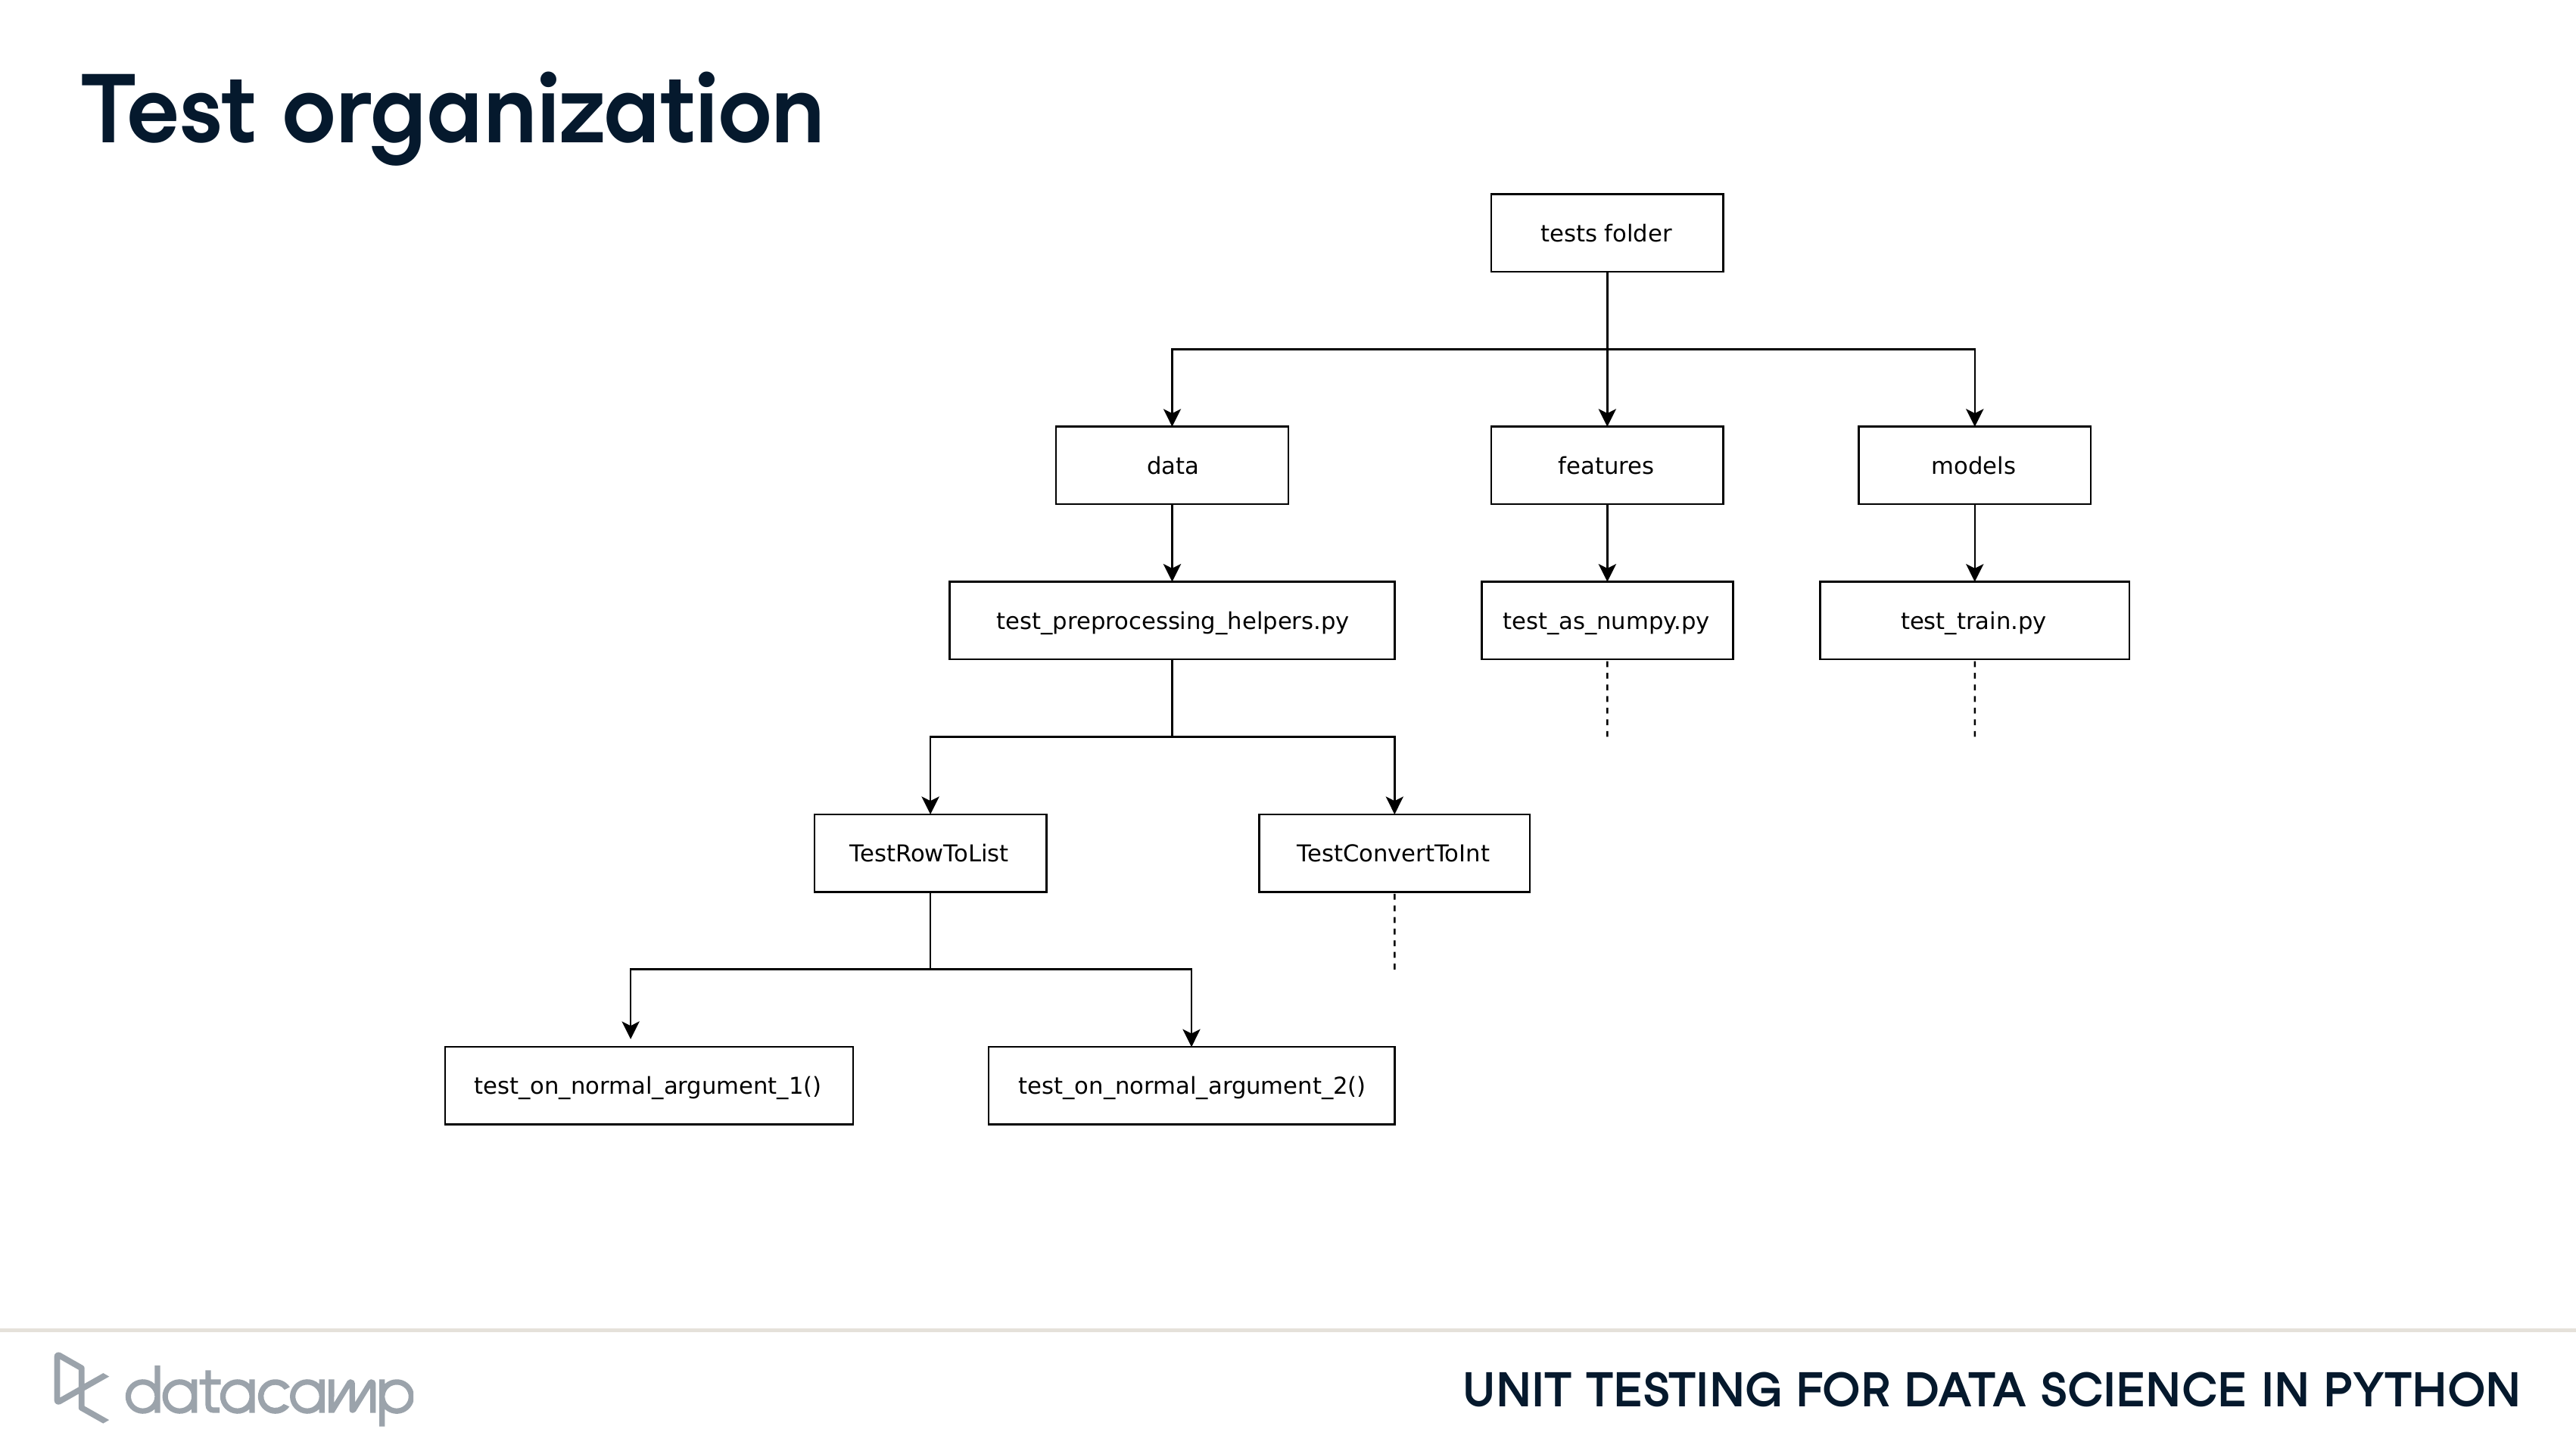 Test organization
tests folder
data
features
models
test_preprocessing_helpers.py
test_as_numpy.py
test_train.py
TestRowToList
TestConvertToInt
test_on_normal_argument_1()
test_on_normal_argument_2()
datacamp
UNIT TESTING FOR DATA SCIENCE IN PYTHON